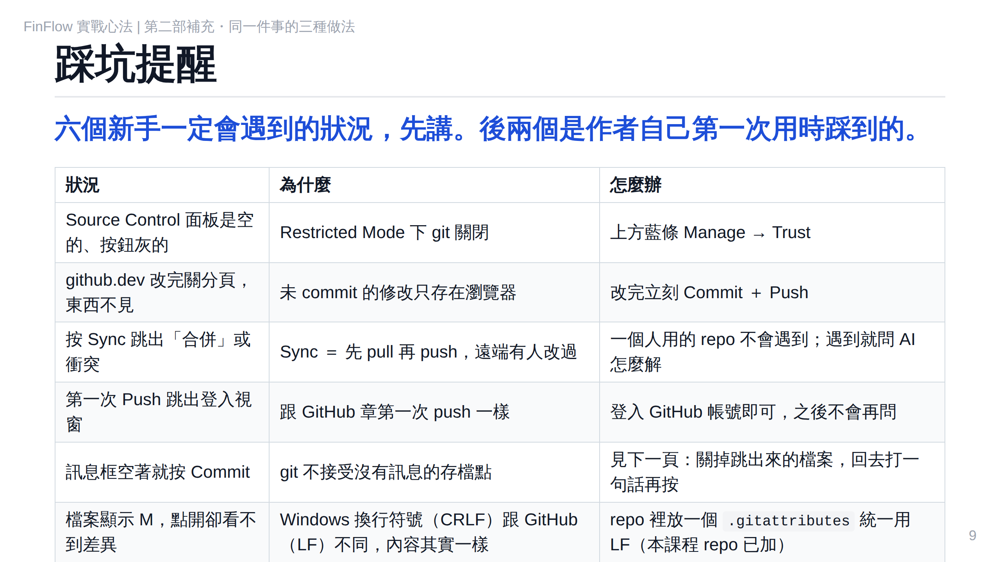 FinFlow 實戰心法 | 第二部補充・同一件事的三種做法
踩坑提醒
六個新手一定會遇到的狀況，先講。後兩個是作者自己第一次用時踩到的。
狀況
為什麼
怎麼辦
Source Control 面板是空
的、按鈕灰的
Restricted Mode 下 git 關閉
上方藍條 Manage → Trust
github.dev 改完關分頁，
東西不見
未 commit 的修改只存在瀏覽器
改完立刻 Commit ＋ Push
按 Sync 跳出「合併」或
衝突
Sync ＝ 先 pull 再 push，遠端有人改過
一個人用的 repo 不會遇到；遇到就問 AI
怎麼解
第一次 Push 跳出登入視
窗
跟 GitHub 章第一次 push 一樣
登入 GitHub 帳號即可，之後不會再問
訊息框空著就按 Commit
git 不接受沒有訊息的存檔點
見下一頁：關掉跳出來的檔案，回去打一
句話再按
檔案顯示 M，點開卻看不
到差異
Windows 換行符號（CRLF）跟 GitHub
（LF）不同，內容其實一樣
repo 裡放一個 .gitattributes 統一用
LF（本課程 repo 已加）
9